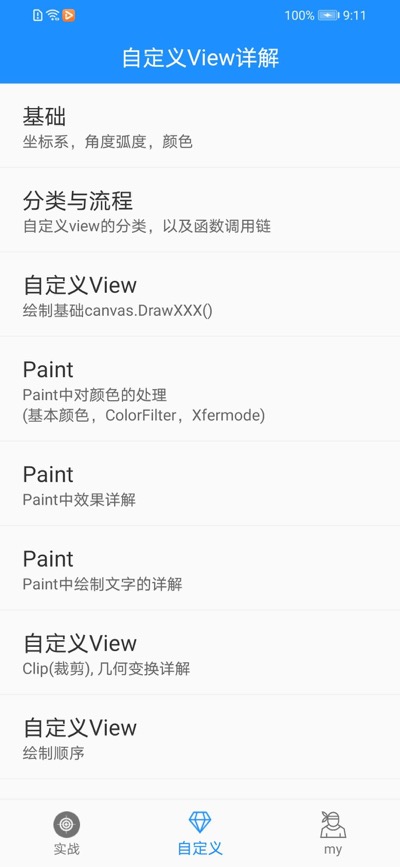 100% 9:11
自定义View详解
基础
坐标系，角度弧度，颜色
分类与流程
自定义view的分类，以及函数调用链
自定义View
绘制基础canvas.DrawXXX()
Paint
Paint中对颜色的处理
(基本颜色，ColorFilter，Xfermode)
Paint
Paint中效果详解
Paint
Paint中绘制文字的详解
自定义View
Clip(裁剪), 几何变换详解
自定义View
绘制顺序
实战
自定义
my